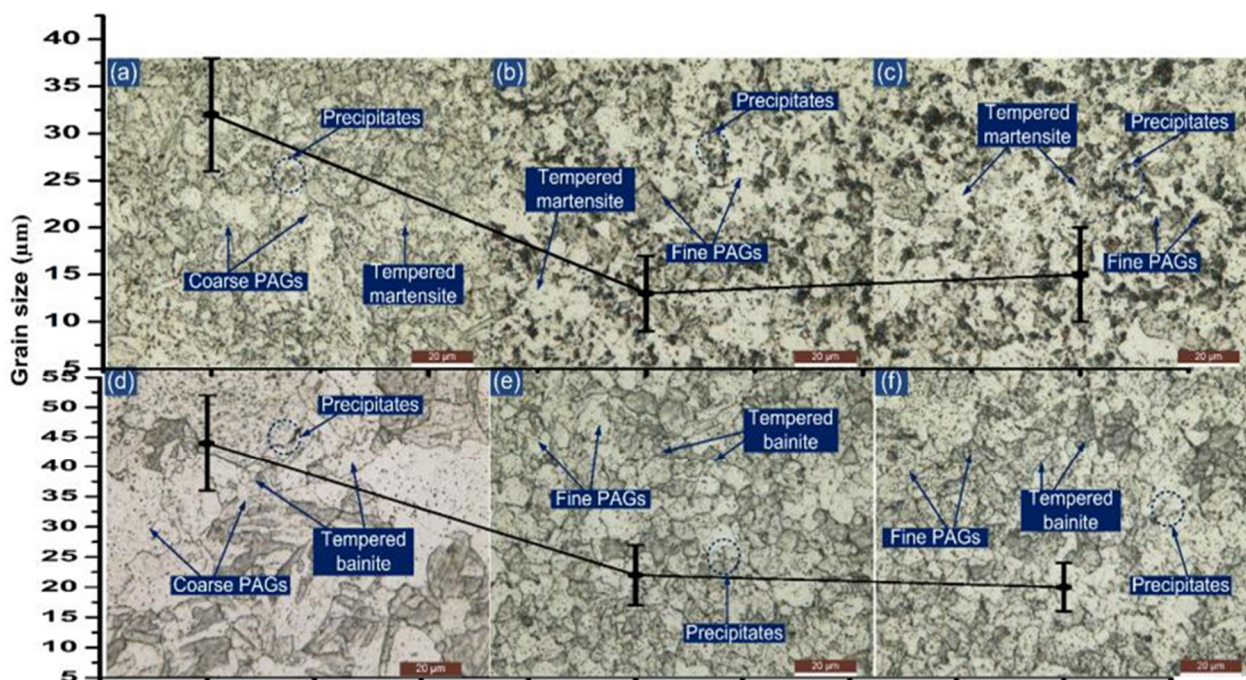 Grain size (μm)
40
35
30
25
20
15
10
5
(a)
Precipitates
Coarse PAGs
Tempered
martensite
20 μm
(b)
Precipitates
Tempered
martensite
Fine PAGs
20 μm
(c)
Tempered
martensite
Precipitates
Fine PAGs
20 μm
55
50
45
40
35
30
25
20
15
10
5
(d)
Precipitates
Tempered
bainite
Coarse PAGs
20 μm
(e)
Tempered
bainite
Fine PAGs
Precipitates
20 μm
(f)
Tempered
bainite
Fine PAGs
Precipitates
20 μm